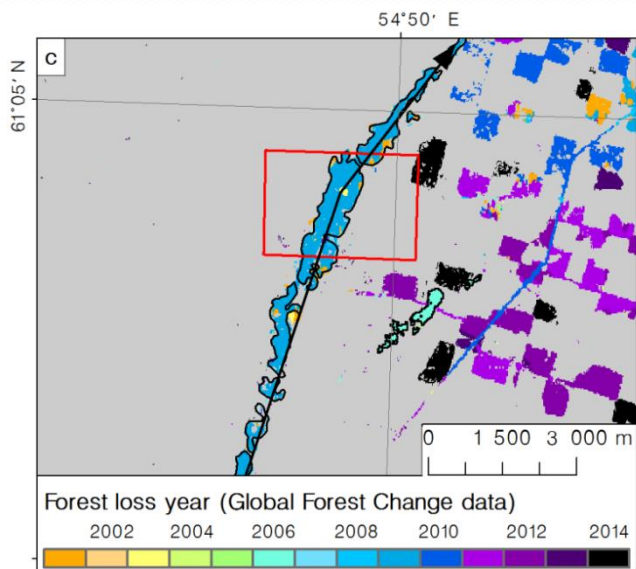 54°50' E
c
61°05' N
0 1 500 3 000 m
Forest loss year (Global Forest Change data)
2002 2004 2006 2008 2010 2012 2014